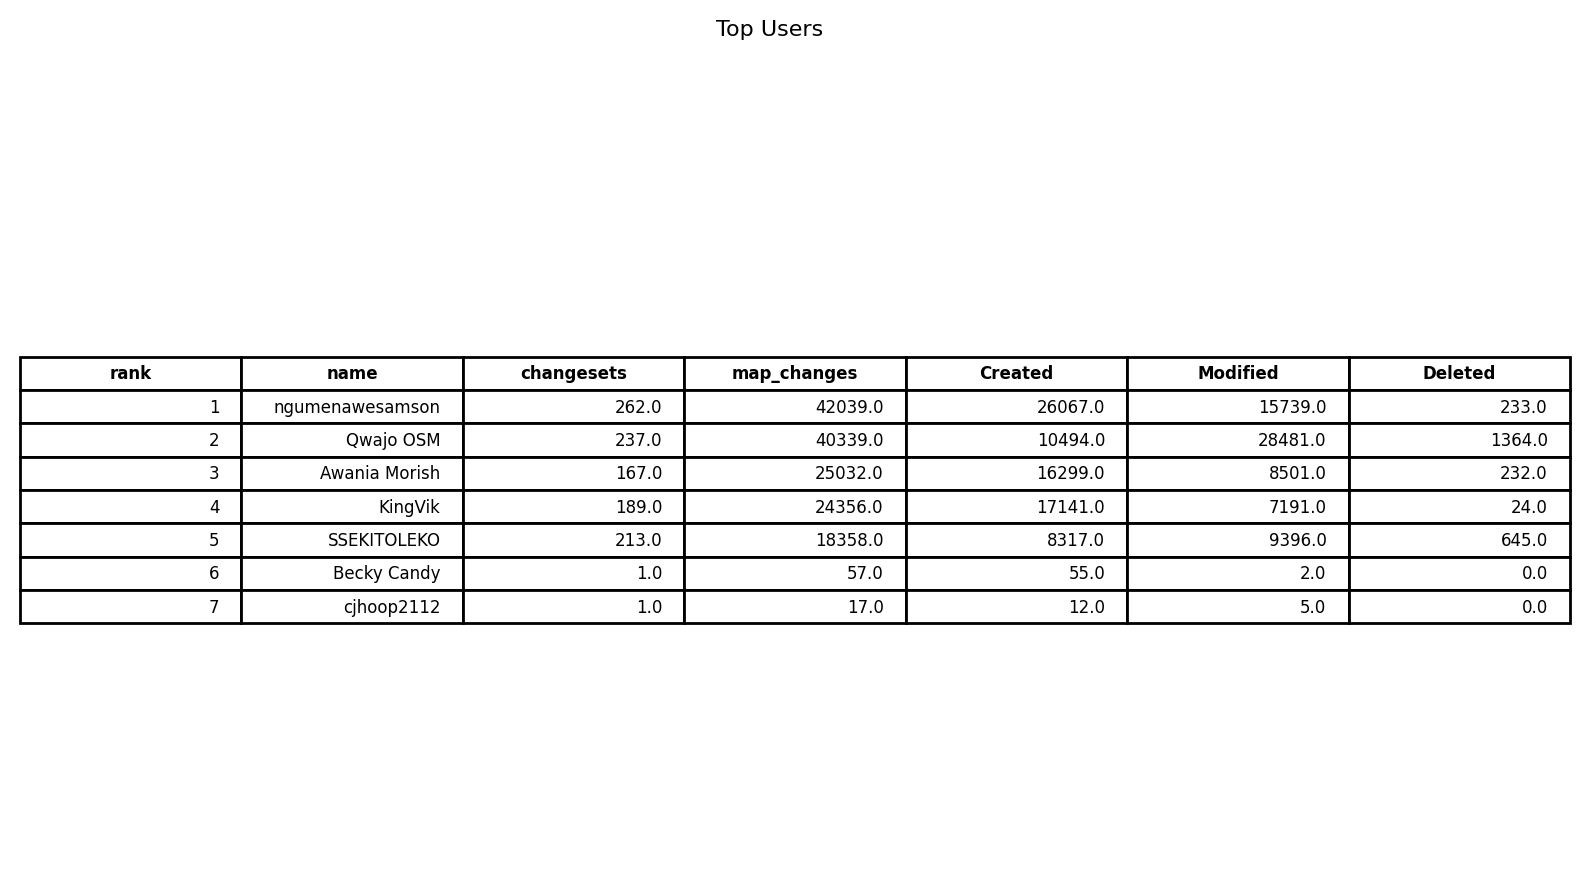 Top Users
rank name changesets map_changes Created Modified Deleted
1 ngumenawesamson 262.0 42039.0 26067.0 15739.0 233.0
2 Qwajo OSM 237.0 40339.0 10494.0 28481.0 1364.0
3 Awania Morish 167.0 25032.0 16299.0 8501.0 232.0
4 KingVik 189.0 24356.0 17141.0 7191.0 24.0
5 SSEKITOLEKO 213.0 18358.0 8317.0 9396.0 645.0
6 Becky Candy 1.0 57.0 55.0 2.0 0.0
7 cjhoop2112 1.0 17.0 12.0 5.0 0.0